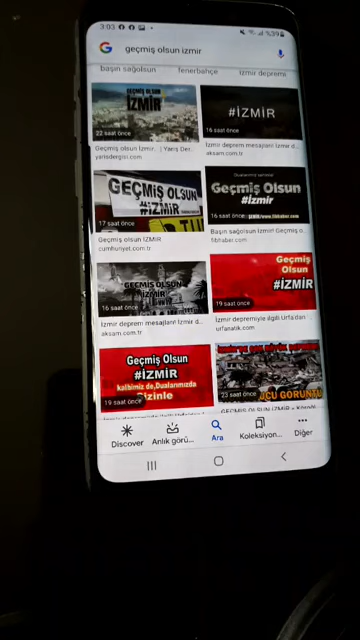 3:03
%39
geçmiş olsun izmir
başın sağolsun fenerbahçe izmir depremi
İZMİR
22 saat önce
#İZMİR
16 saat önce
Geçmiş olsun İzmir. | Yarış Der...
yarisdergisi.com
İzmir deprem mesajları! İzmir d...
aksam.com.tr
GEÇMİŞ OLSUN
#İZMİR
17 saat önce
Geçmiş Olsun
#İzmir
16 saat önce
Geçmiş olsun İZMİR
cumhuriyet.com.tr
Başın sağolsun İzmir! Geçmiş o...
GEÇMİŞ OLSUN
İZMİR
16 saat önce
Geçmiş
Olsun
#İZMİR
19 saat önce
İzmir deprem mesajları! İzmir d...
aksam.com.tr
İzmir depremiyle ilgili Urfa'dan
urfanatik.com
Geçmiş Olsun
#İZMİR
kalbimiz de, Dualarımızda
Sizinle
19 saat önce
23 saat önce
Discover
Anlık görü...
Ara
Koleksiyon...
Diğer